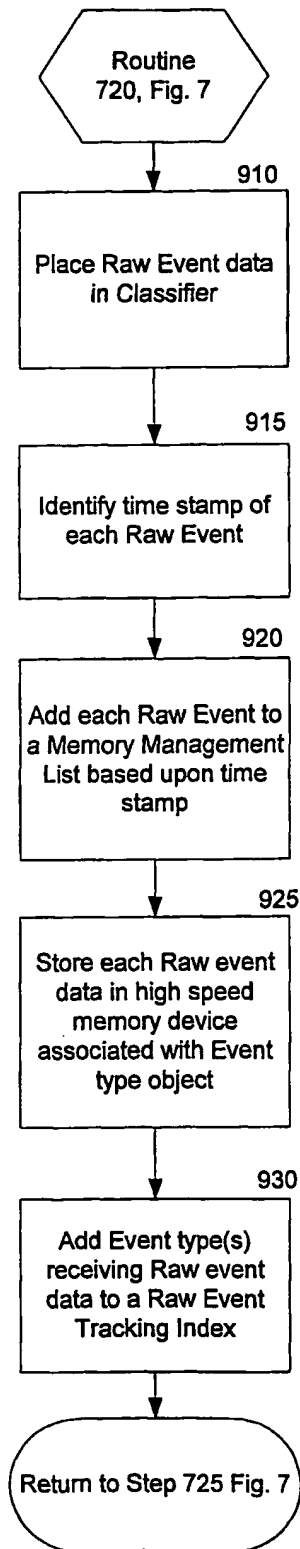 Routine
720, Fig. 7
910
Place Raw Event data
in Classifier
915
Identify time stamp of
each Raw Event
920
Add each Raw Event to
a Memory Management
List based upon time
stamp
925
Store each Raw event
data in high speed
memory device
associated with Event
type object
930
Add Event type(s)
receiving Raw event
data to a Raw Event
Tracking Index
Return to Step 725 Fig. 7